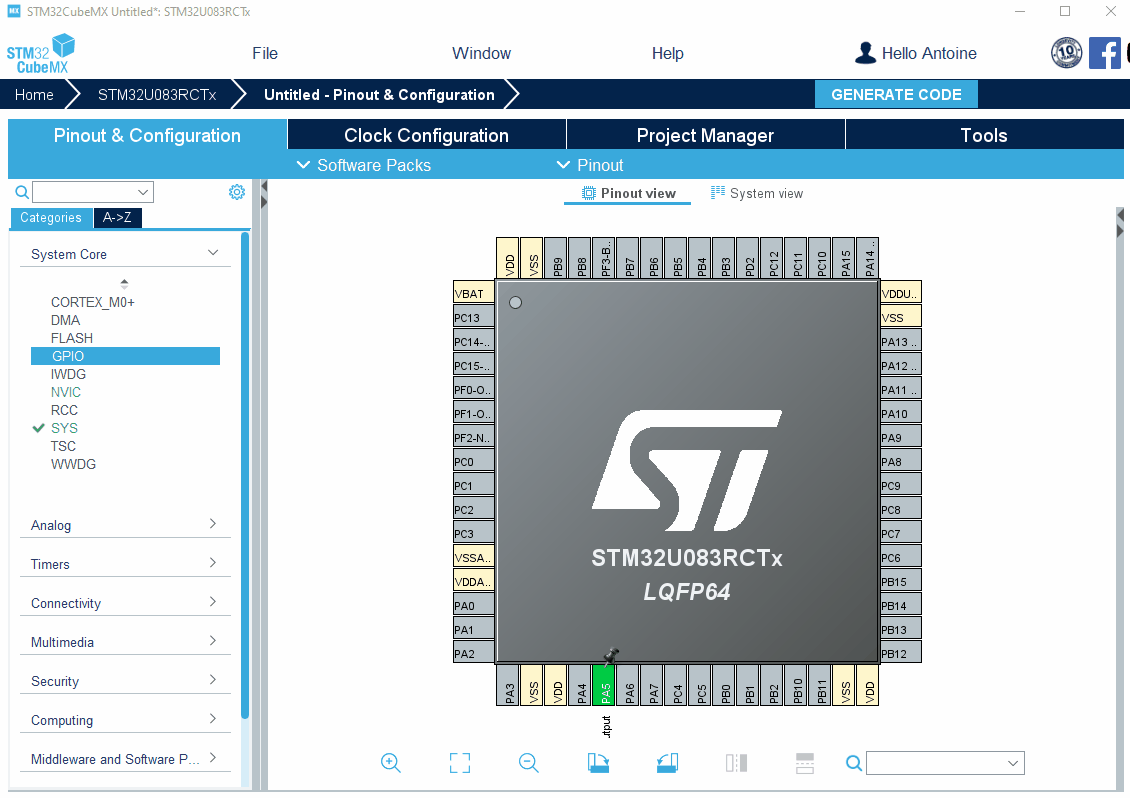 MX STM32CubeMX Untitled*: STM32U083RCTx
STM32
CubeMX
File
Window
Help
Hello Antoine
10
Home
STM32U083RCTx
Untitled - Pinout & Configuration
GENERATE CODE
Pinout & Configuration
Clock Configuration
Project Manager
Tools
Software Packs
Pinout
Pinout view
System view
Categories
A->Z
System Core
CORTEX_M0+
DMA
FLASH
GPIO
IWDG
NVIC
RCC
SYS
TSC
WWDG
Analog
Timers
Connectivity
Multimedia
Security
Computing
Middleware and Software P...
VDD
VSS
PB9
PB8
PF3-B..
PB7
PB6
PB5
PB4
PB3
PD2
PC12
PC11
PC10
PA15
PA14 ..
VBAT
PC13
PC14-..
PC15-..
PF0-O..
PF1-O..
PF2-N..
PC0
PC1
PC2
PC3
VSSA..
VDDA..
PA0
PA1
PA2
VDDU..
VSS
PA13 ..
PA12 ..
PA11 ..
PA10
PA9
PA8
PC9
PC8
PC7
PC6
PB15
PB14
PB13
PB12
ST
STM32U083RCTx
LQFP64
PA3
VSS
VDD
PA4
PA5
PA6
PA7
PC4
PC5
PB0
PB1
PB2
PB10
PB11
VSS
VDD
utput